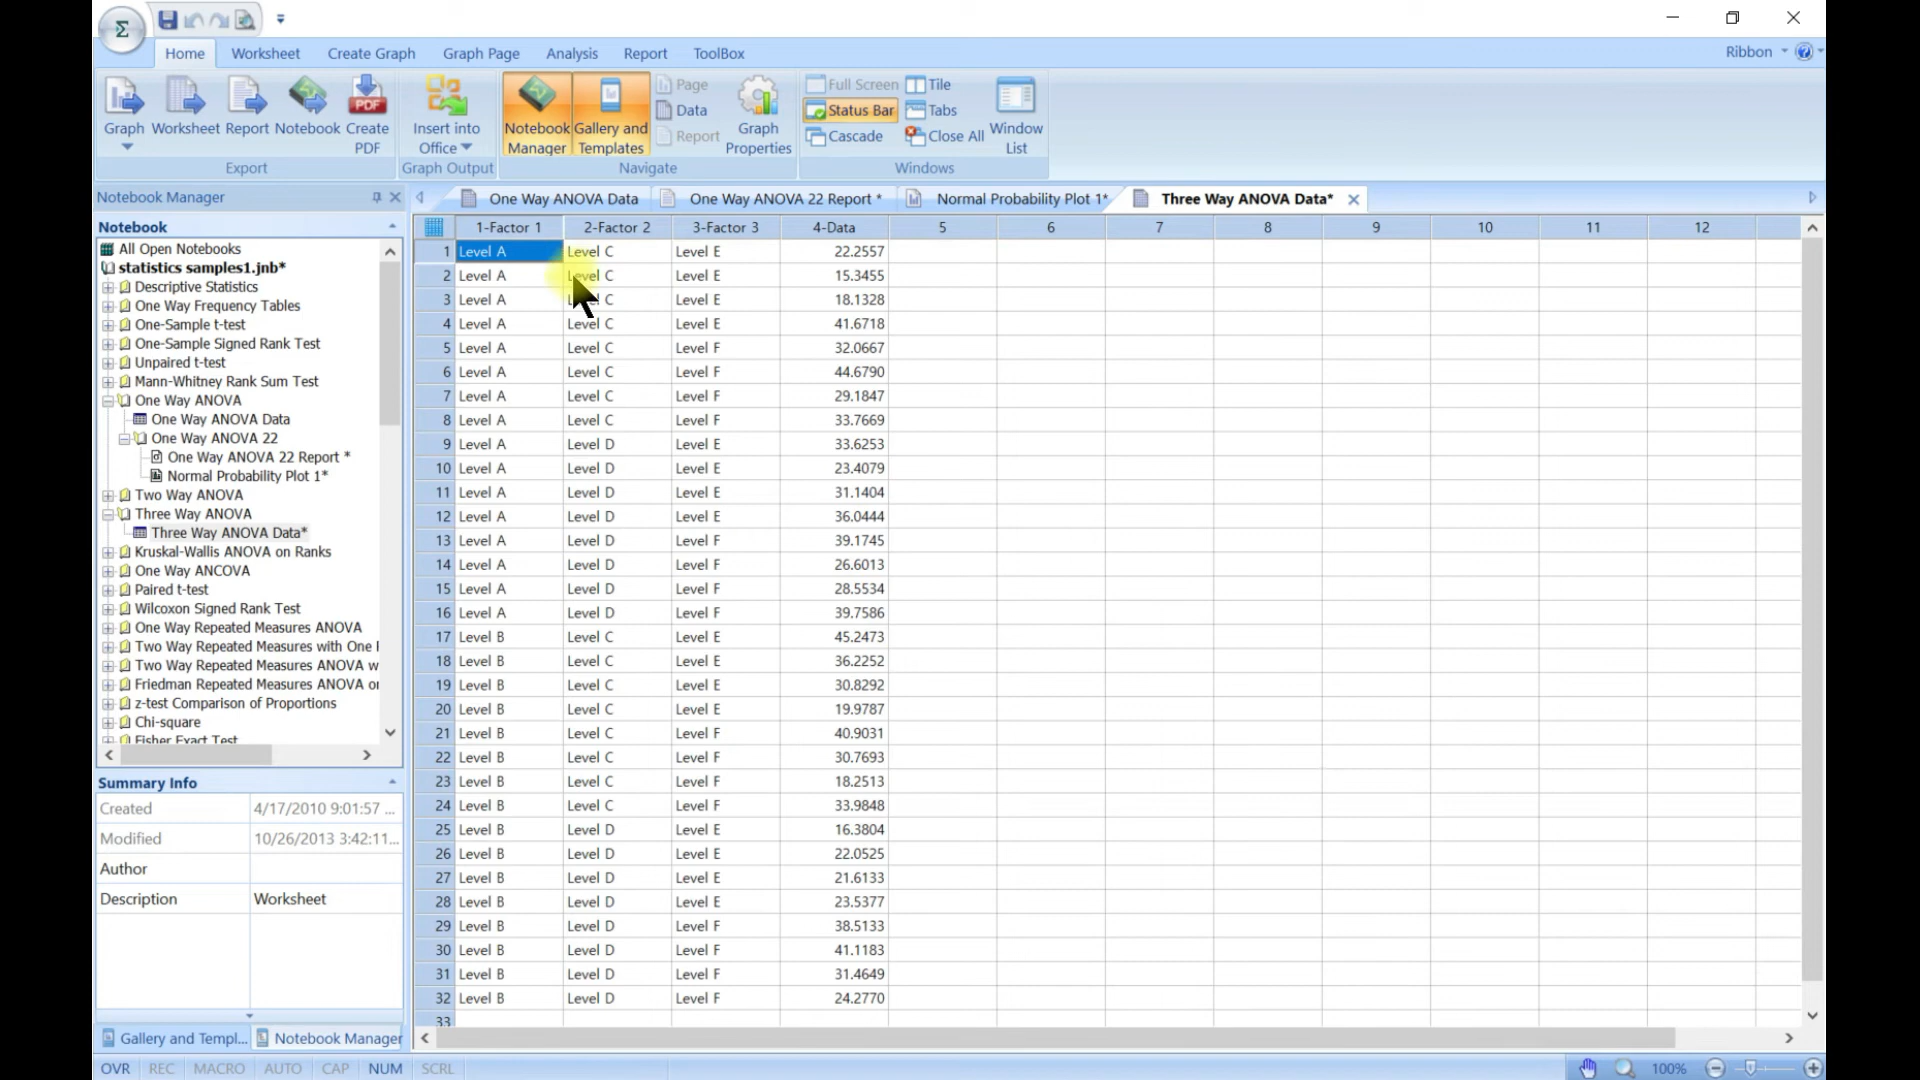 Σ
Home Worksheet Create Graph Graph Page Analysis Report ToolBox Ribbon
Graph Worksheet Report Notebook Create PDF
Export
Insert into Office
Graph Output
Notebook Manager
Gallery and Templates
Page
Data
Report
Graph Properties
Navigate
Full Screen
Status Bar
Cascade
Tile
Tabs
Close All
Window List
Windows
Notebook Manager
One Way ANOVA Data One Way ANOVA 22 Report * Normal Probability Plot 1* Three Way ANOVA Data*
Notebook
All Open Notebooks
statistics samples1.jnb*
Descriptive Statistics
One Way Frequency Tables
One-Sample t-test
One-Sample Signed Rank Test
Unpaired t-test
Mann-Whitney Rank Sum Test
One Way ANOVA
One Way ANOVA Data
One Way ANOVA 22
One Way ANOVA 22 Report *
Normal Probability Plot 1*
Two Way ANOVA
Three Way ANOVA
Three Way ANOVA Data*
Kruskal-Wallis ANOVA on Ranks
One Way ANCOVA
Paired t-test
Wilcoxon Signed Rank Test
One Way Repeated Measures ANOVA
Two Way Repeated Measures with One
Two Way Repeated Measures ANOVA w
Friedman Repeated Measures ANOVA
z-test Comparison of Proportions
Chi-square
Fisher Exact Test
Summary Info
Created 4/17/2010 9:01:57 ...
Modified 10/26/2013 3:42:11...
Author
Description Worksheet
Gallery and Templ... Notebook Manager
1-Factor 1 2-Factor 2 3-Factor 3 4-Data 5 6 7 8 9 10 11 12
1 Level A Level C Level E 22.2557
2 Level A Level C Level E 15.3455
3 Level A Level C Level E 18.1328
4 Level A Level C Level E 41.6718
5 Level A Level C Level F 32.0667
6 Level A Level C Level F 44.6790
7 Level A Level C Level F 29.1847
8 Level A Level C Level F 33.7669
9 Level A Level D Level E 33.6253
10 Level A Level D Level E 23.4079
11 Level A Level D Level E 31.1404
12 Level A Level D Level E 36.0444
13 Level A Level D Level F 39.1745
14 Level A Level D Level F 26.6013
15 Level A Level D Level F 28.5534
16 Level A Level D Level F 39.7586
17 Level B Level C Level E 45.2473
18 Level B Level C Level E 36.2252
19 Level B Level C Level E 30.8292
20 Level B Level C Level E 19.9787
21 Level B Level C Level F 40.9031
22 Level B Level C Level F 30.7693
23 Level B Level C Level F 18.2513
24 Level B Level C Level F 33.9848
25 Level B Level D Level E 16.3804
26 Level B Level D Level E 22.0525
27 Level B Level D Level E 21.6133
28 Level B Level D Level E 23.5377
29 Level B Level D Level F 38.5133
30 Level B Level D Level F 41.1183
31 Level B Level D Level F 31.4649
32 Level B Level D Level F 24.2770
33
OVR REC MACRO AUTO CAP NUM SCRL 100%